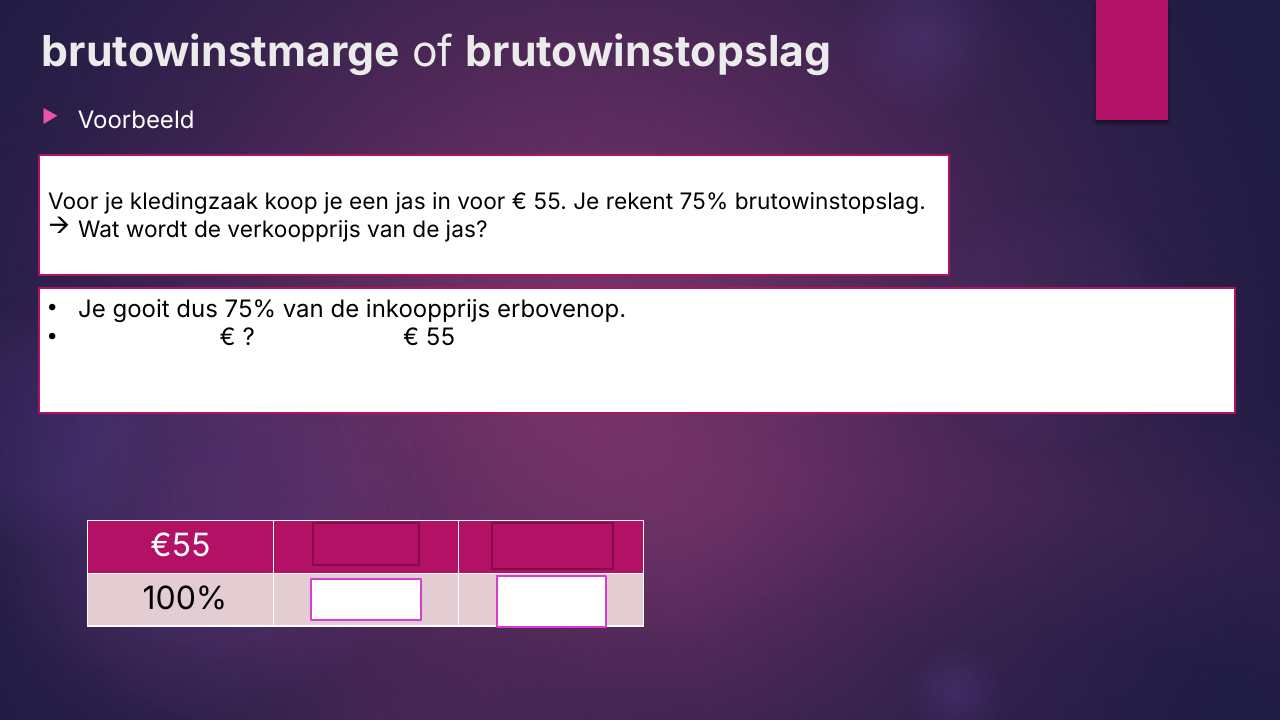 brutowinstmarge of brutowinstopslag
Voorbeeld
Voor je kledingzaak koop je een jas in voor € 55. Je rekent 75% brutowinstopslag.
→ Wat wordt de verkoopprijs van de jas?
• Je gooit dus 75% van de inkoopprijs erbovenop.
• € ? € 55
€55
100%